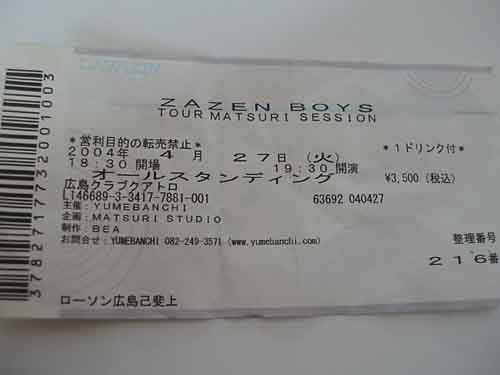 LAWSON
ZAZEN BOYS
TOUR MATSURI SESSION
*営利目的の転売禁止*
*1ドリンク付*
2004年 4月 27日 (火)
18:30 開場 19:30 開演
オールスタンディング ¥3,500 (税込)
広島クラブクアトロ
LT46689-3-3417-7881-001 63692 040427
主催:YUMEBANCHI
企画:MATSURI STUDIO
制作:BEA
お問合せ:YUMEBANCHI 082-249-3571 (www.yumebanchi.com)
整理番号
216番
ローソン広島己斐上
3782717732001003